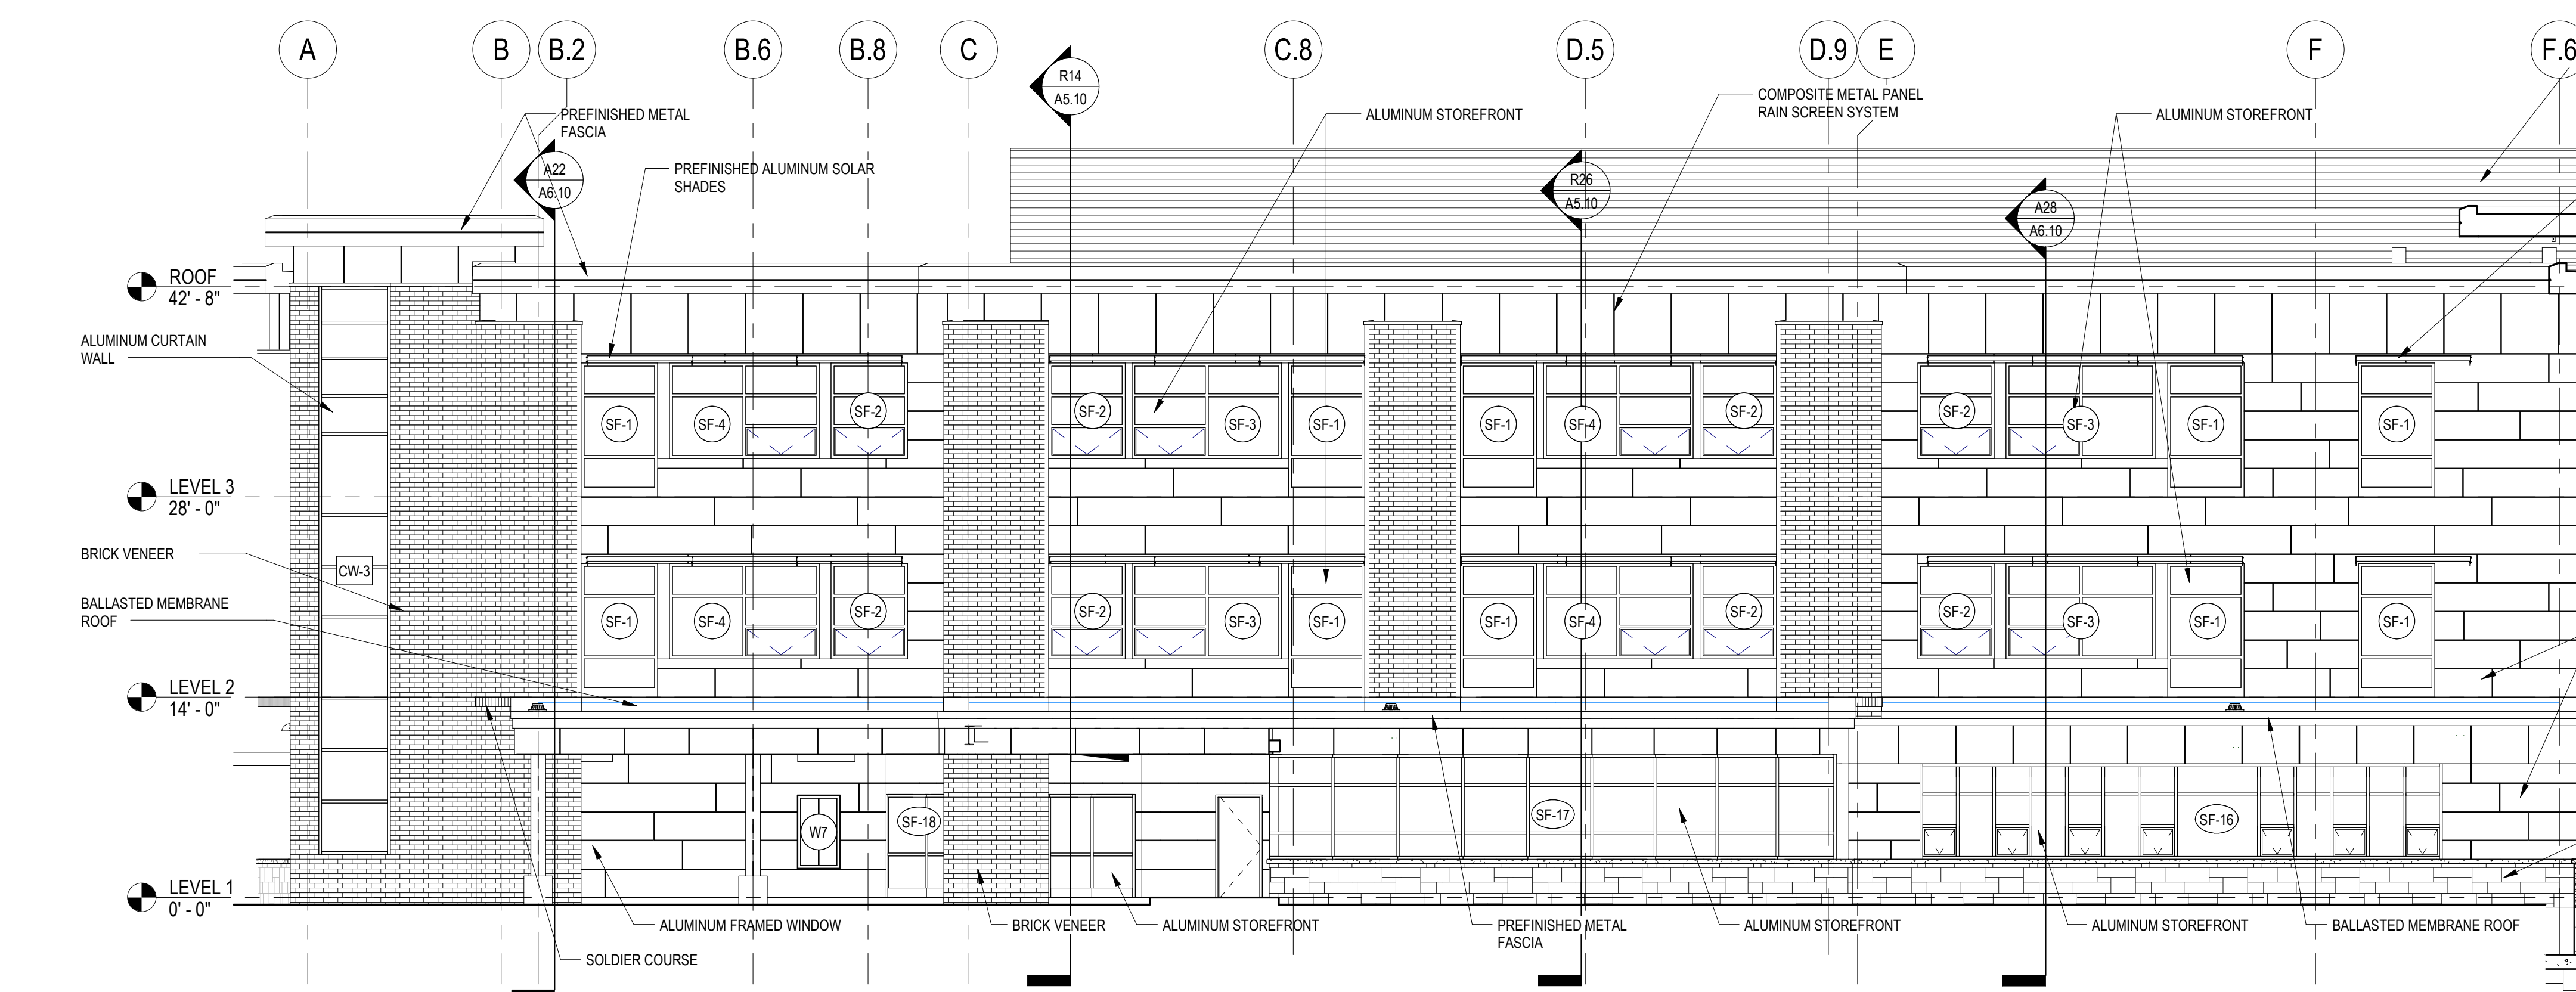 A
B
B.2
B.6
B.8
C
C.8
D.5
D.9
E
F
F.6
R14
A5.10
PREFINISHED METAL
FASCIA
ALUMINUM STOREFRONT
COMPOSITE METAL PANEL
RAIN SCREEN SYSTEM
ALUMINUM STOREFRONT
A22
A6.10
PREFINISHED ALUMINUM SOLAR
SHADES
R26
A5.10
A28
A6.10
ROOF
42' - 8"
ALUMINUM CURTAIN
WALL
SF-1
SF-4
SF-2
SF-2
SF-3
SF-1
SF-1
SF-4
SF-2
SF-2
SF-3
SF-1
SF-1
LEVEL 3
28' - 0"
BRICK VENEER
CW-3
BALLASTED MEMBRANE
ROOF
SF-1
SF-4
SF-2
SF-2
SF-3
SF-1
SF-1
SF-4
SF-2
SF-2
SF-3
SF-1
SF-1
LEVEL 2
14' - 0"
W7
SF-18
SF-17
SF-16
LEVEL 1
0' - 0"
ALUMINUM FRAMED WINDOW
BRICK VENEER
ALUMINUM STOREFRONT
PREFINISHED METAL
FASCIA
ALUMINUM STOREFRONT
ALUMINUM STOREFRONT
BALLASTED MEMBRANE ROOF
SOLDIER COURSE